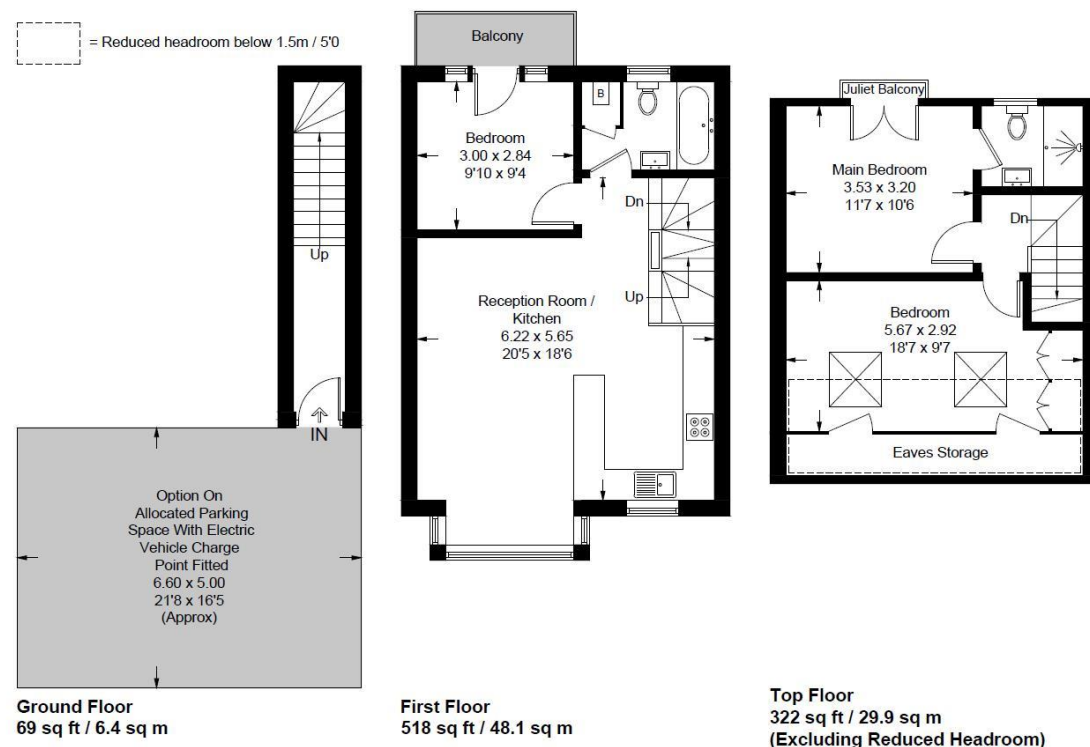 = Reduced headroom below 1.5m / 5'0
Up
IN
Option On
Allocated Parking
Space With Electric
Vehicle Charge
Point Fitted
6.60 x 5.00
21'8 x 16'5
(Approx)
Ground Floor
69 sq ft / 6.4 sq m
Balcony
B
Bedroom
3.00 x 2.84
9'10 x 9'4
Dn
Up
Reception Room /
Kitchen
6.22 x 5.65
20'5 x 18'6
First Floor
518 sq ft / 48.1 sq m
Juliet Balcony
Main Bedroom
3.53 x 3.20
11'7 x 10'6
Dn
Bedroom
5.67 x 2.92
18'7 x 9'7
Eaves Storage
Top Floor
322 sq ft / 29.9 sq m
(Excluding Reduced Headroom)